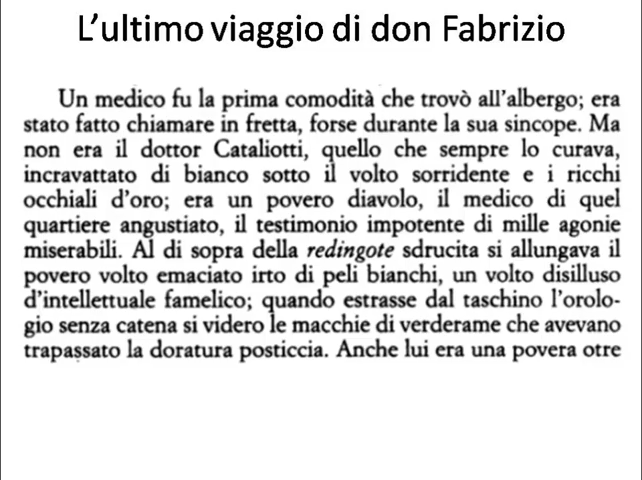 L'ultimo viaggio di don Fabrizio
Un medico fu la prima comodità che trovò all'albergo; era
stato fatto chiamare in fretta, forse durante la sua sincope. Ma
non era il dottor Cataliotti, quello che sempre lo curava,
incravattato di bianco sotto il volto sorridente e i ricchi
occhiali d'oro; era un povero diavolo, il medico di quel
quartiere angustiato, il testimonio impotente di mille agonie
miserabili. Al di sopra della redingote sdrucita si allungava il
povero volto emaciato irto di peli bianchi, un volto disilluso
d'intellettuale famelico; quando estrasse dal taschino l'orolo-
gio senza catena si videro le macchie di verderame che avevano
trapassato la doratura posticcia. Anche lui era una povera otre